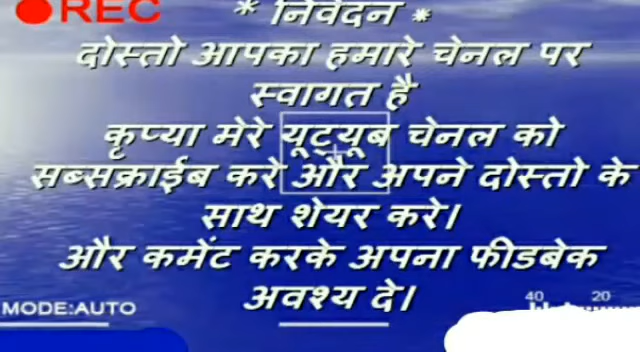 REC
* निवेदन *
दोस्तो आपका हमारे चेनल पर
स्वागत है
कृप्या मेरे यूट्यूब चेनल को
सब्सक्राईब करे और अपने दोस्तो के
साथ शेयर करे।
और कमेंट करके अपना फीडबेक
अवश्य दे।
MODE:AUTO
40 20